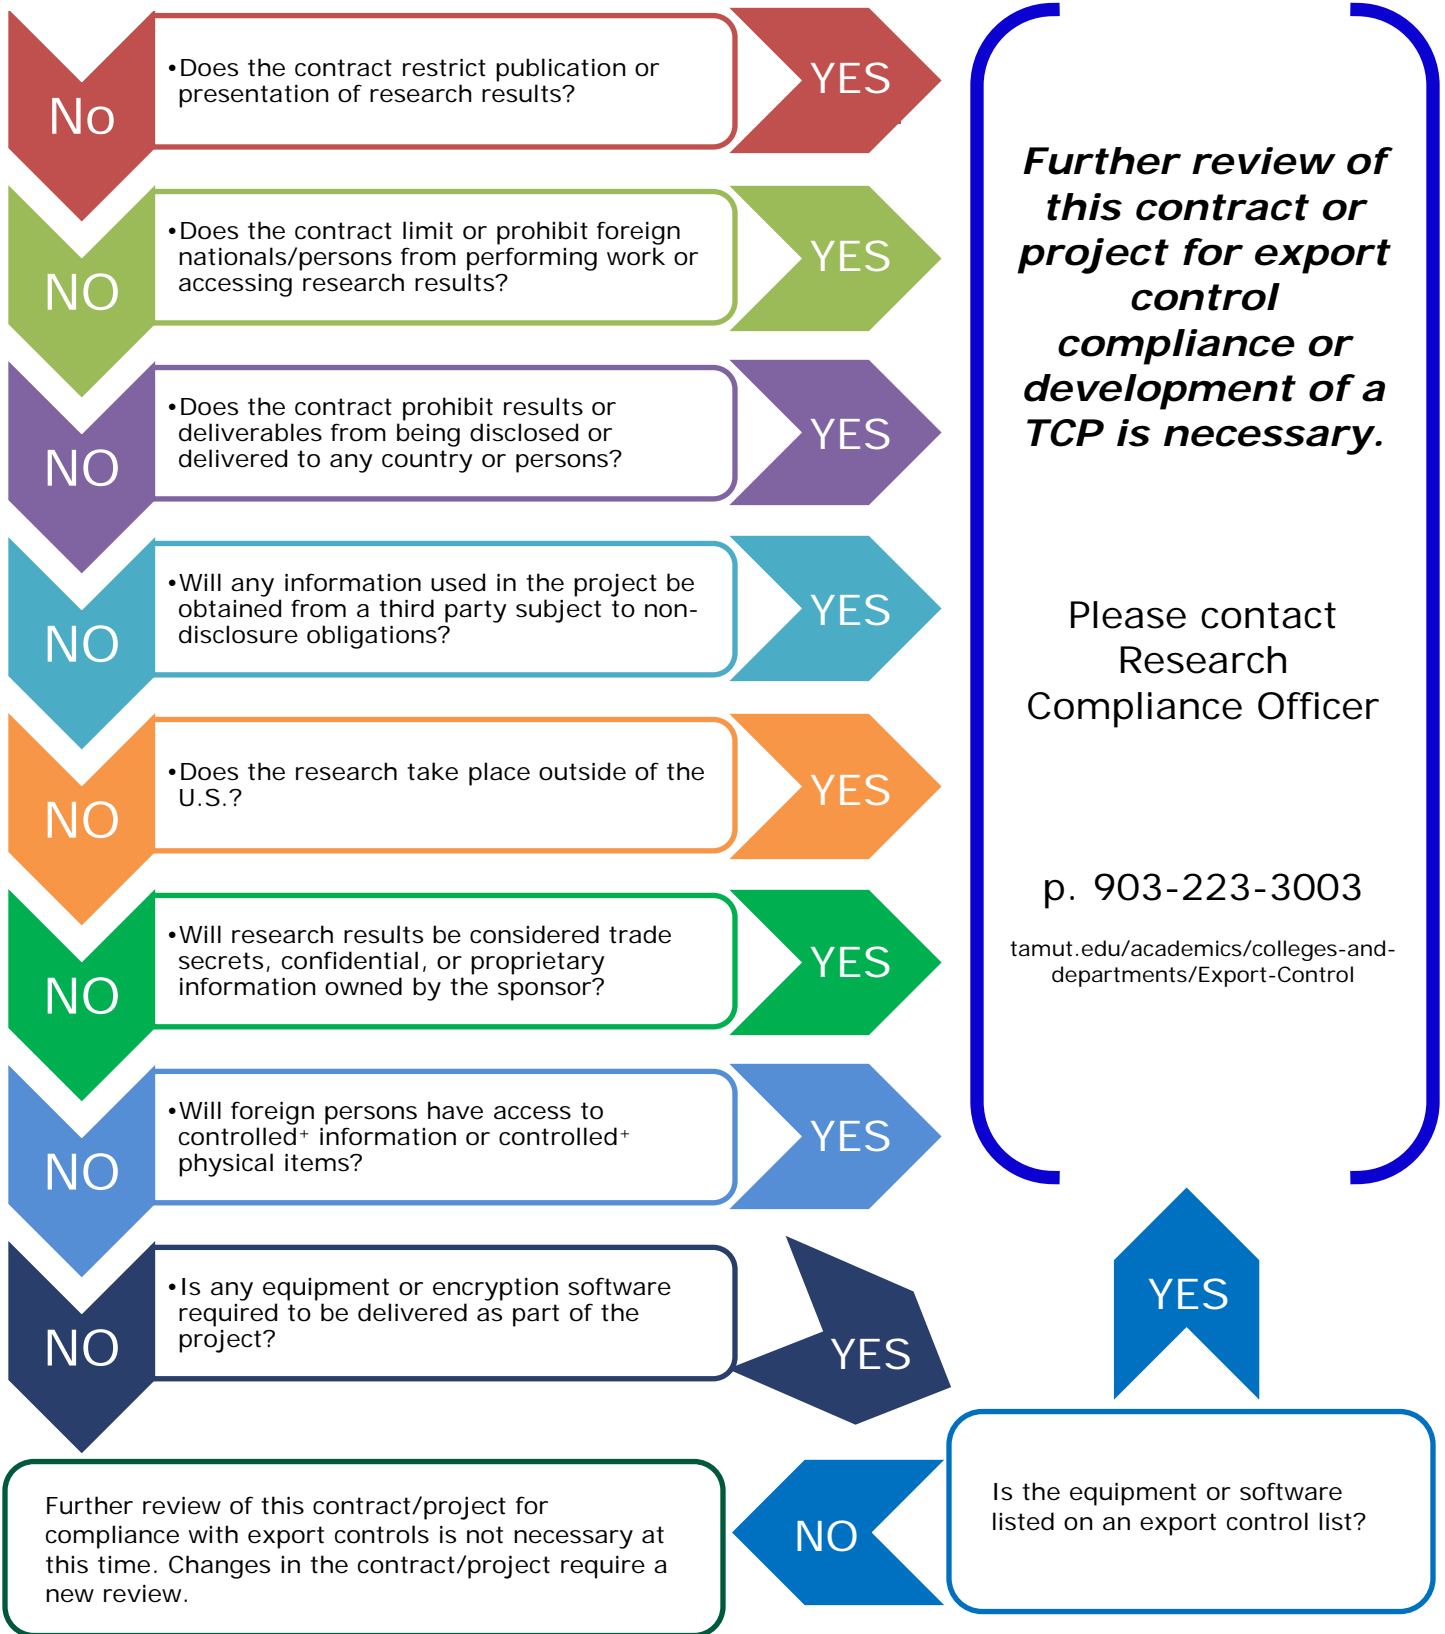 No
•Does the contract restrict publication or
presentation of research results?
YES
NO
•Does the contract limit or prohibit foreign
nationals/persons from performing work or
accessing research results?
YES
NO
•Does the contract prohibit results or
deliverables from being disclosed or
delivered to any country or persons?
YES
NO
•Will any information used in the project be
obtained from a third party subject to non-
disclosure obligations?
YES
NO
•Does the research take place outside of the
U.S.?
YES
NO
•Will research results be considered trade
secrets, confidential, or proprietary
information owned by the sponsor?
YES
NO
•Will foreign persons have access to
controlled⁺ information or controlled⁺
physical items?
YES
NO
•Is any equipment or encryption software
required to be delivered as part of the
project?
YES
Further review of
this contract or
project for export
control
compliance or
development of a
TCP is necessary.
Please contact
Research
Compliance Officer
p. 903-223-3003
tamut.edu/academics/colleges-and-
departments/Export-Control
YES
Is the equipment or software
listed on an export control list?
NO
Further review of this contract/project for
compliance with export controls is not necessary at
this time. Changes in the contract/project require a
new review.